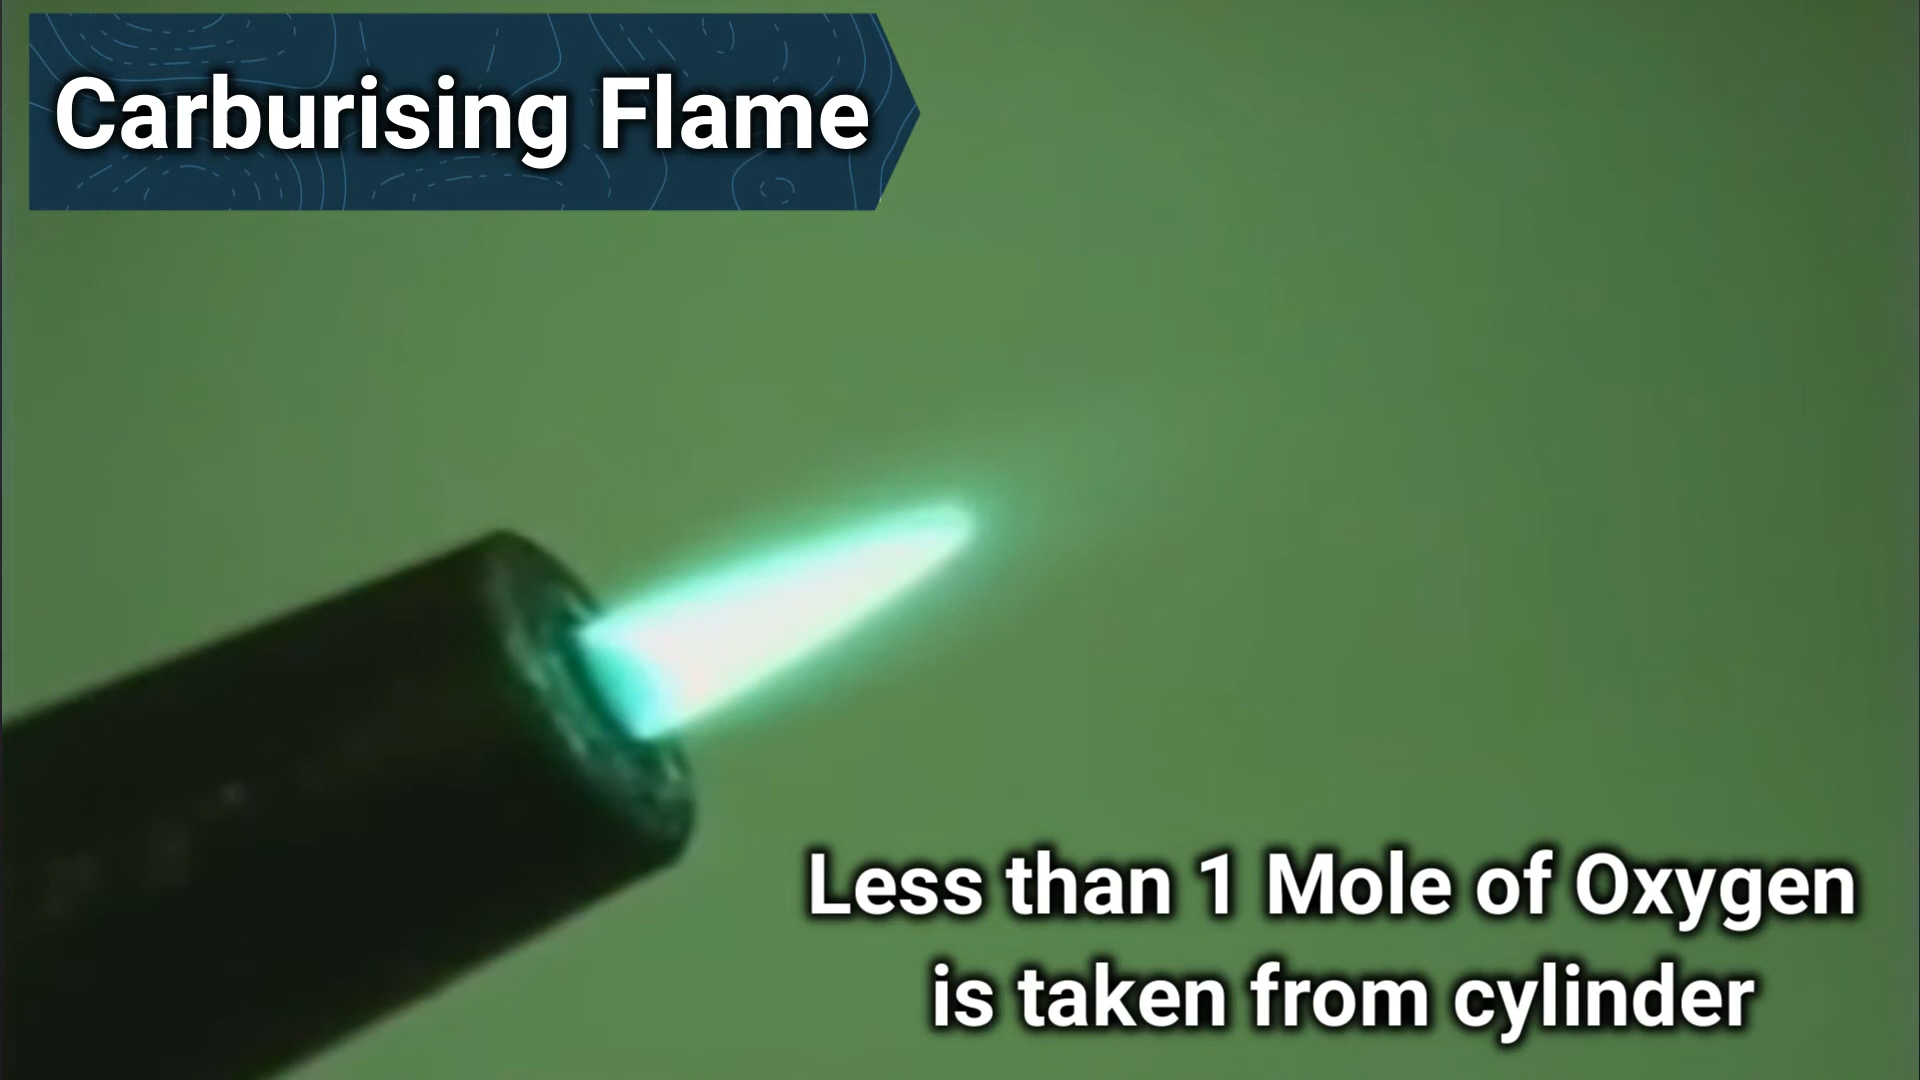 Carburising Flame
Less than 1 Mole of Oxygen
is taken from cylinder